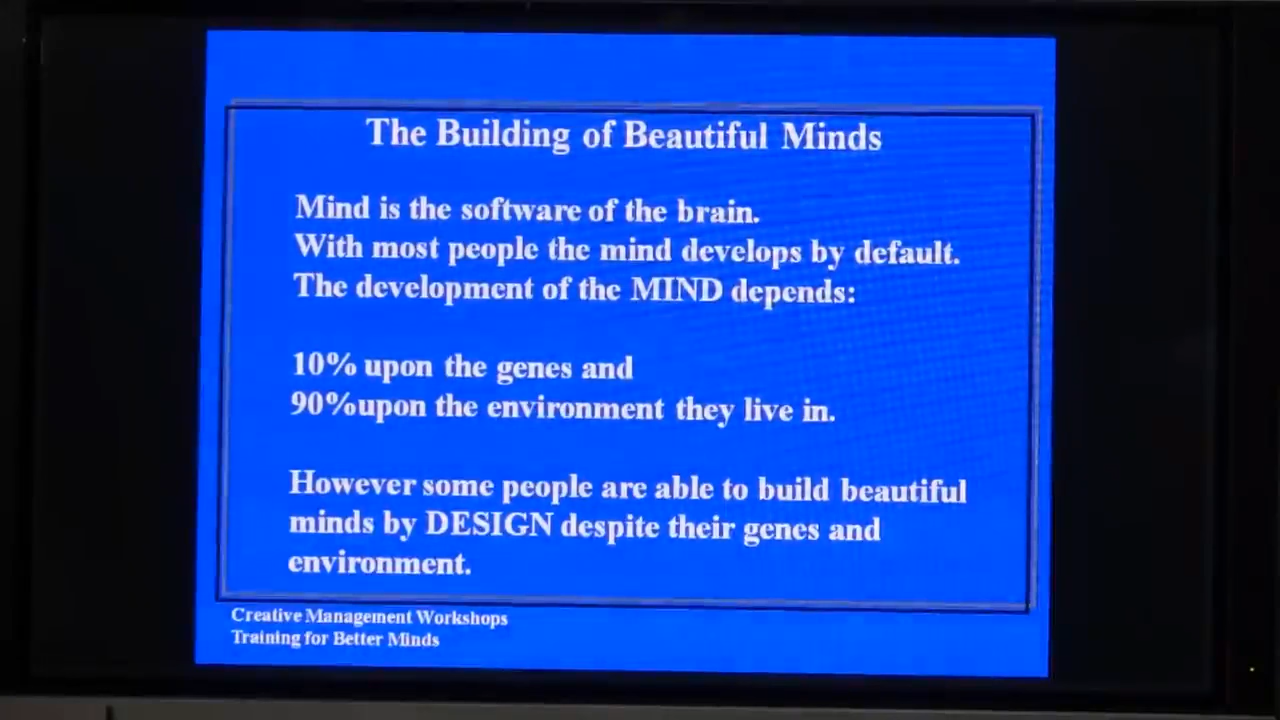 The Building of Beautiful Minds
Mind is the software of the brain.
With most people the mind develops by default.
The development of the MIND depends:
10% upon the genes and
90%upon the environment they live in.
However some people are able to build beautiful
minds by DESIGN despite their genes and
environment.
Creative Management Workshops
Training for Better Minds